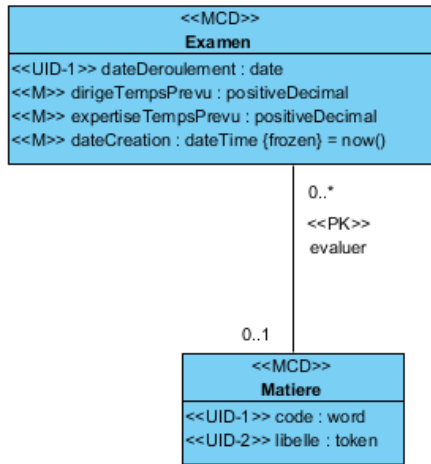 <<MCD>>
Examen
<<UID-1>> dateDeroulement : date
<<M>> dirigeTempsPrevu : positiveDecimal
<<M>> expertiseTempsPrevu : positiveDecimal
<<M>> dateCreation : dateTime {frozen} = now()
0..*
<<PK>>
evaluer
0..1
<<MCD>>
Matiere
<<UID-1>> code : word
<<UID-2>> libelle : token